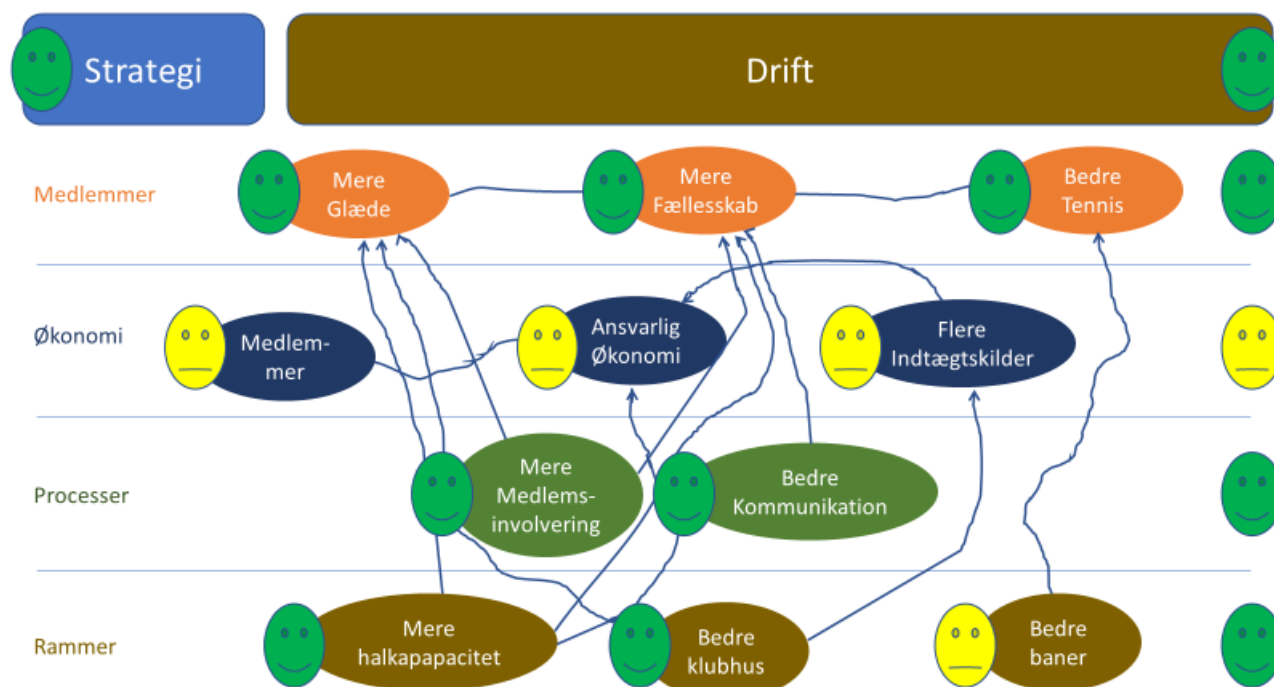 Strategi
Drift
Medlemmer
Mere
Glæde
Mere
Fællesskab
Bedre
Tennis
Økonomi
Medlem-
mer
Ansvarlig
Økonomi
Flere
Indtægtskilder
Processer
Mere
Medlems-
involvering
Bedre
Kommunikation
Rammer
Mere
halkapapacitet
Bedre
klubhus
Bedre
baner